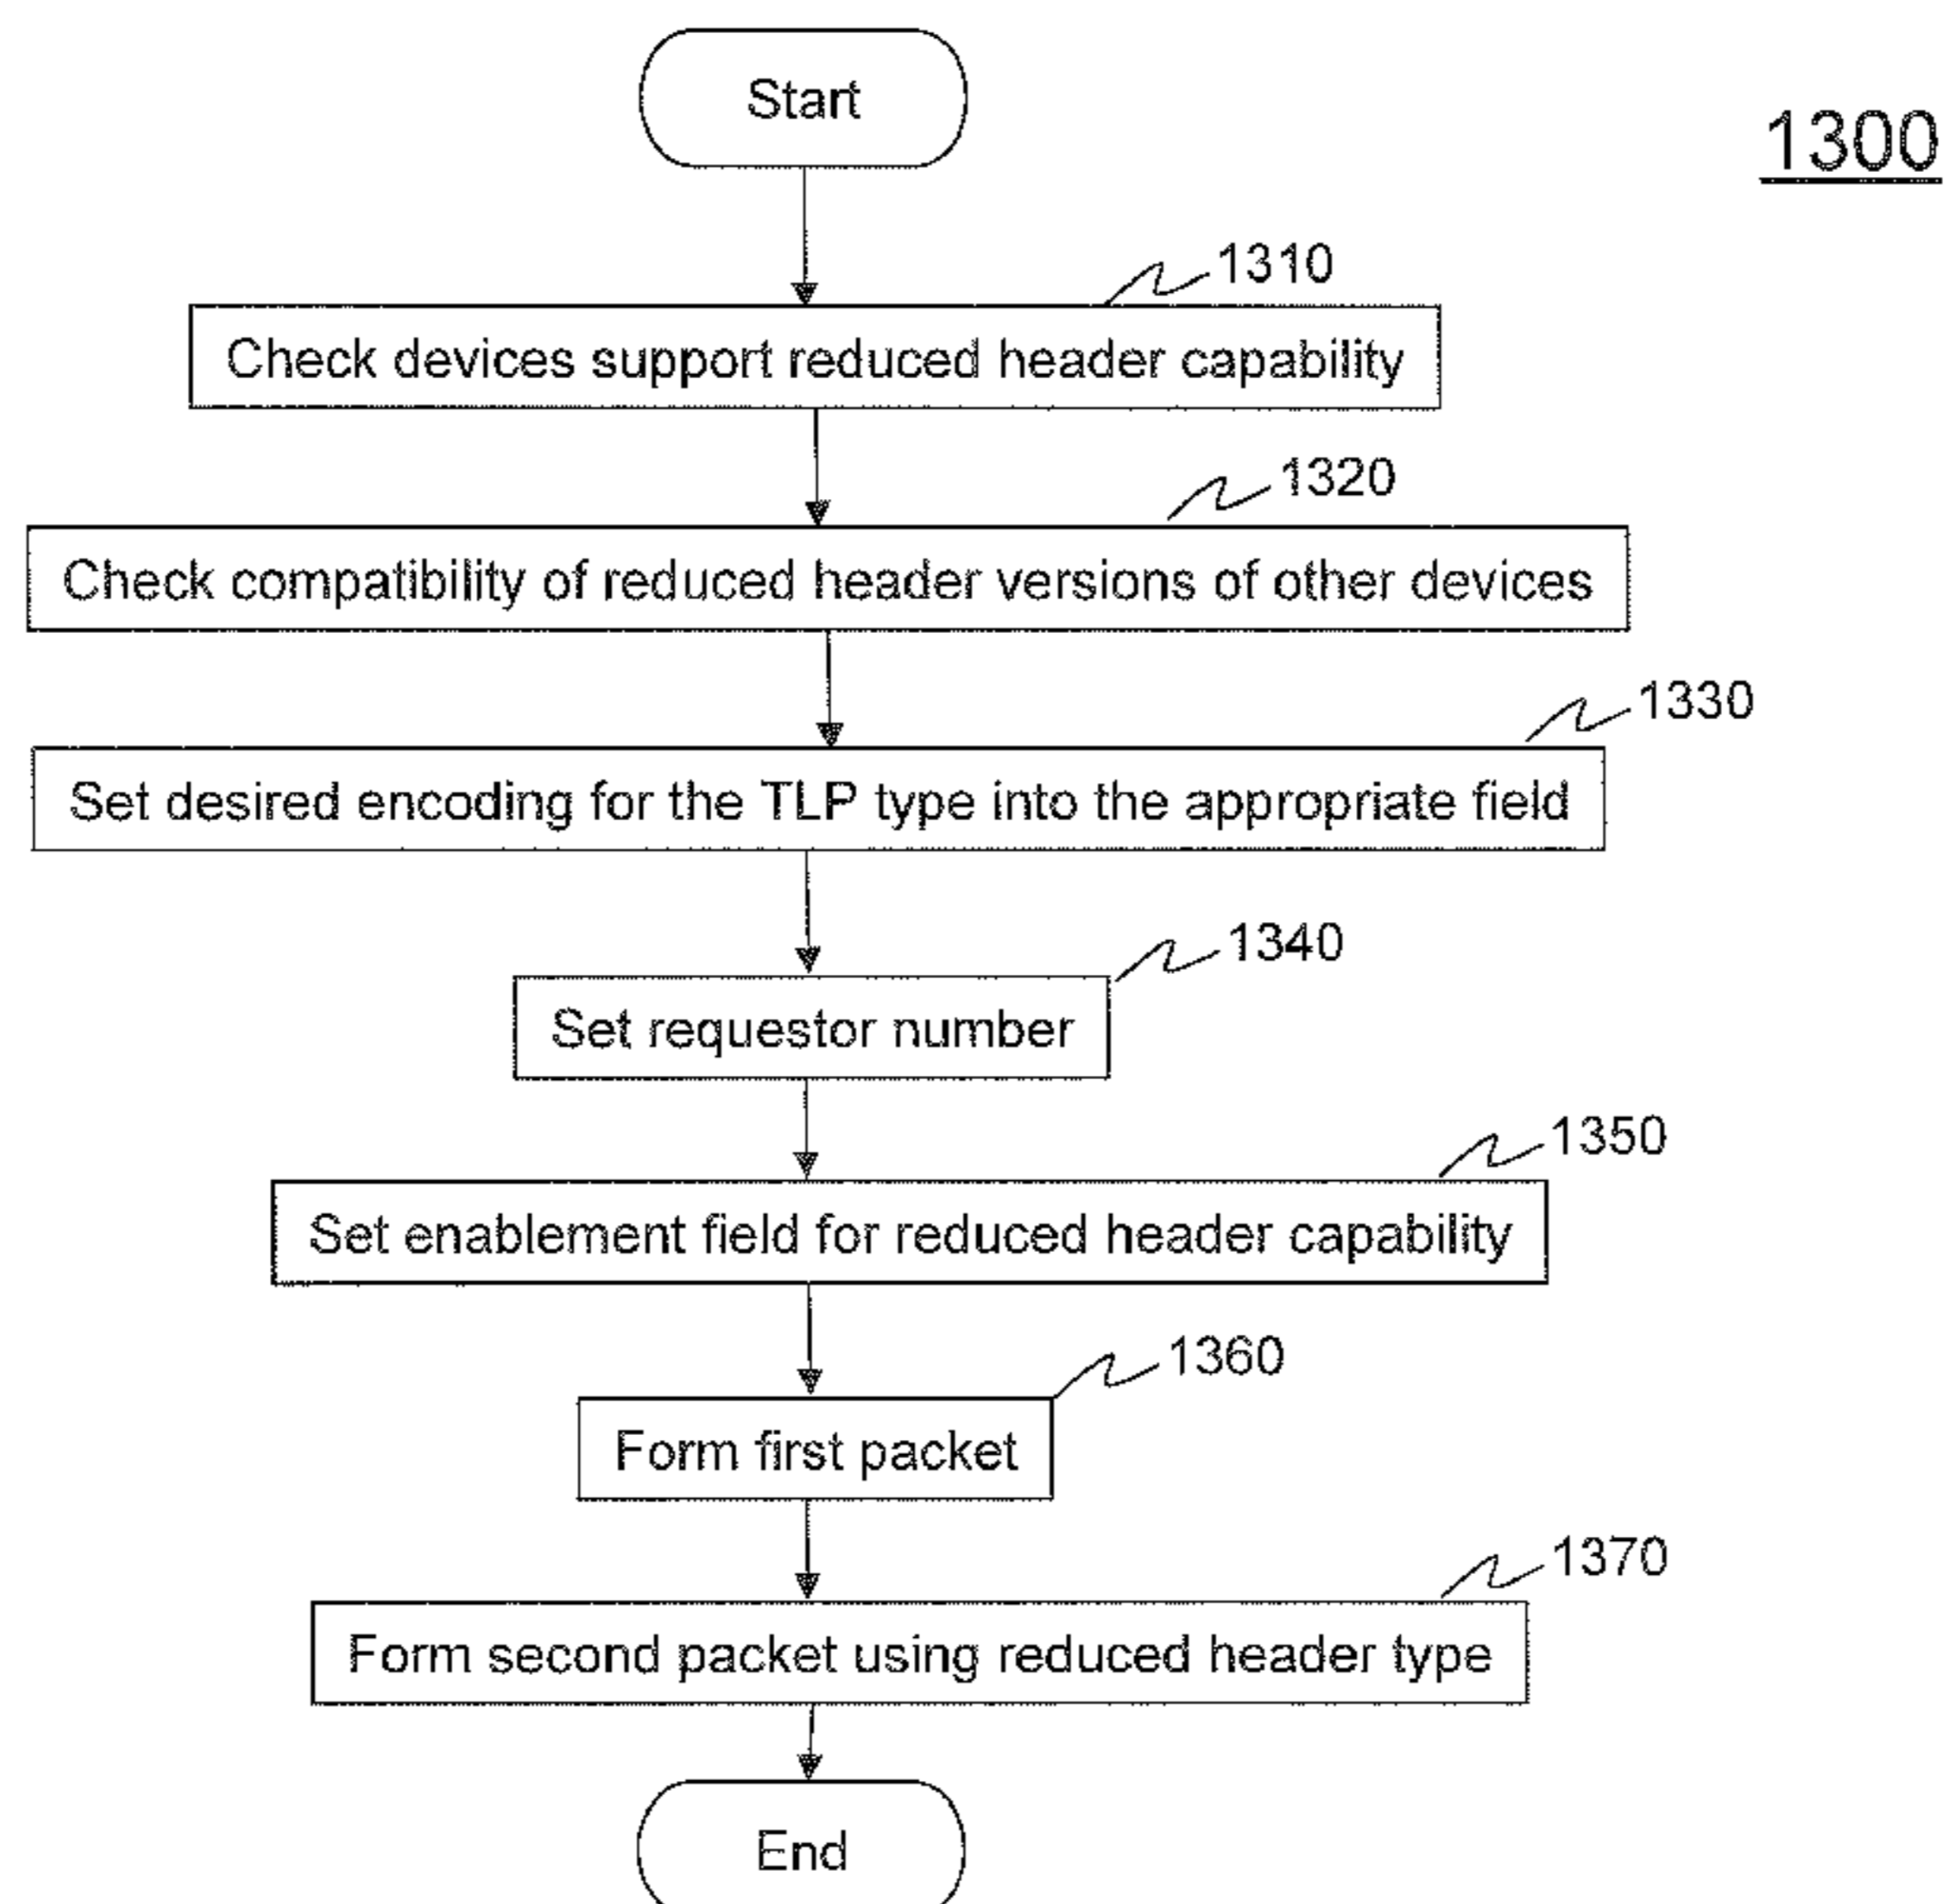 Start
1300
1310
Check devices support reduced header capability
1320
Check compatibility of reduced header versions of other devices
1330
Set desired encoding for the TLP type into the appropriate field
1340
Set requestor number
1350
Set enablement field for reduced header capability
1360
Form first packet
1370
Form second packet using reduced header type
End